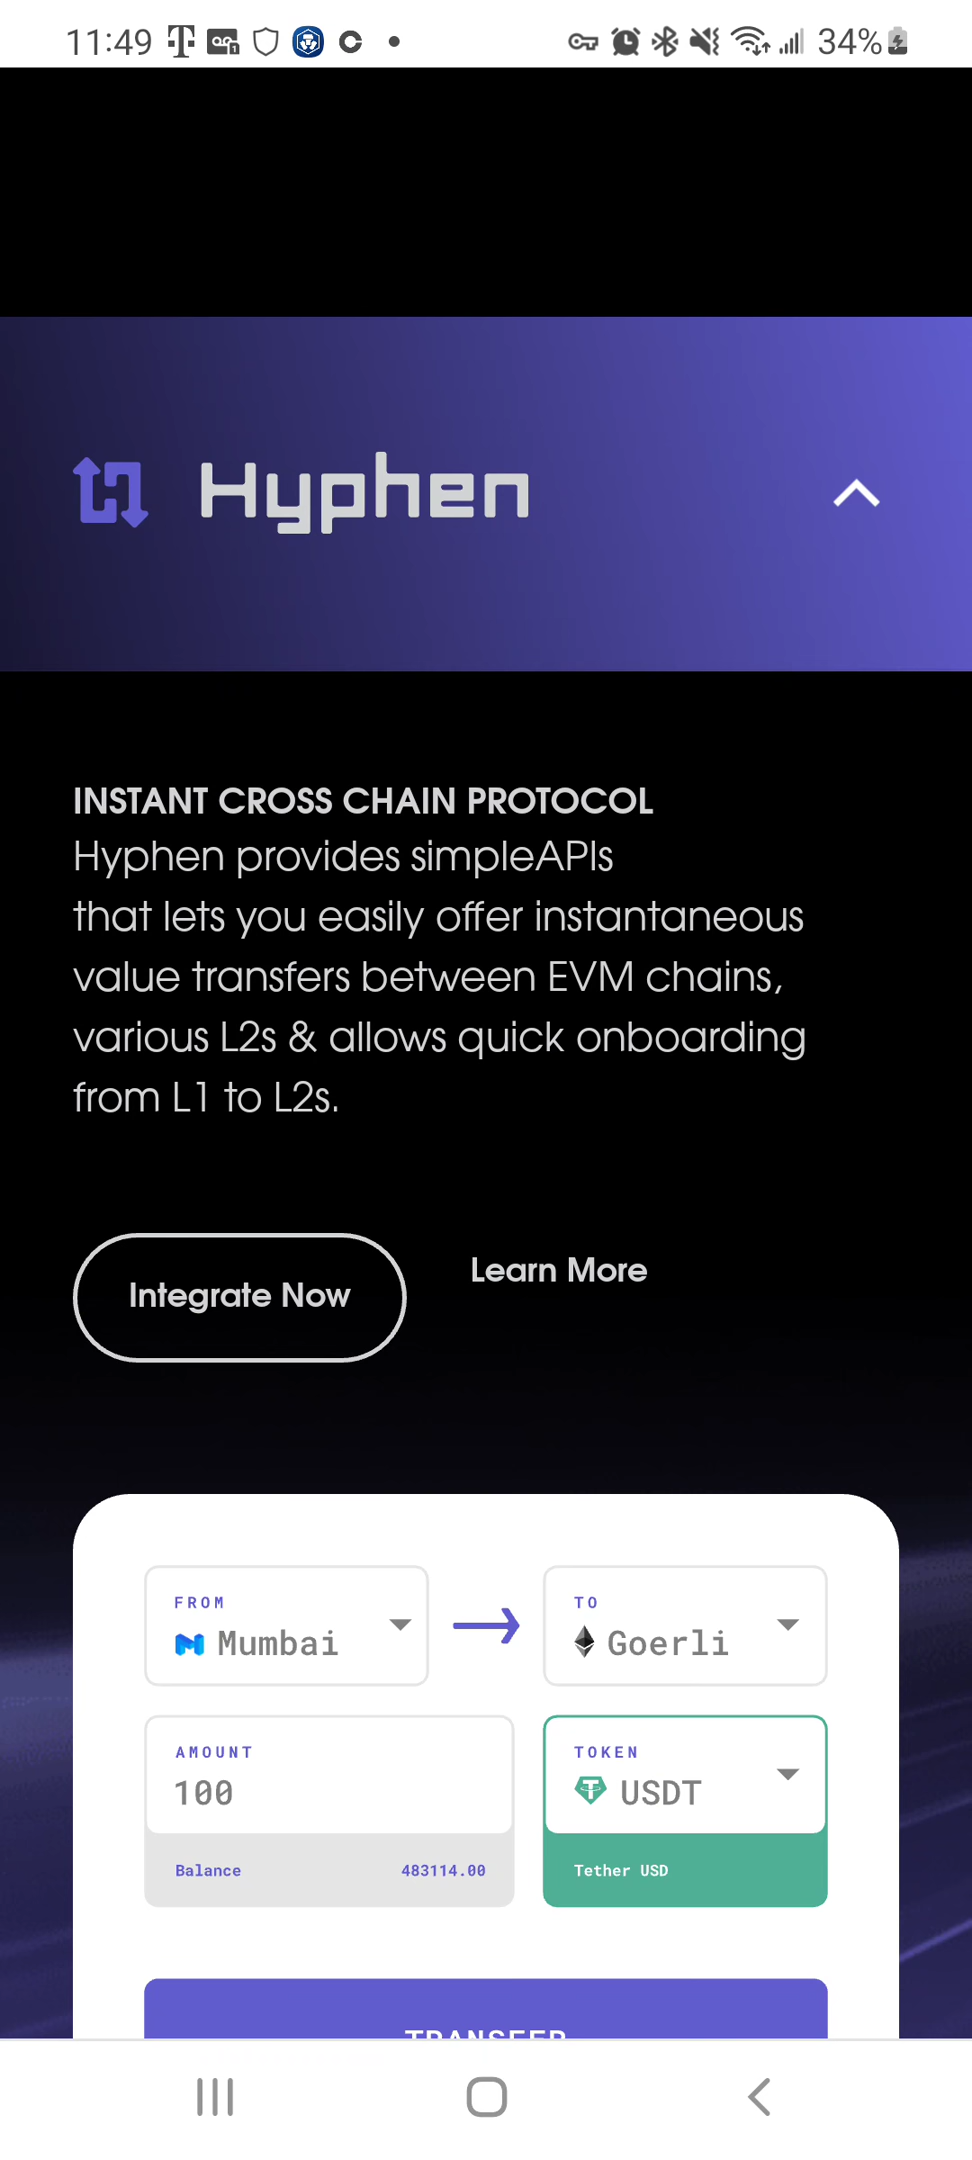 11:49 34%
Hyphen
INSTANT CROSS CHAIN PROTOCOL
Hyphen provides simpleAPIs
that lets you easily offer instantaneous
value transfers between EVM chains,
various L2s & allows quick onboarding
from L1 to L2s.
Integrate Now Learn More
FROM TO
Mumbai Goerli
AMOUNT TOKEN
100 USDT
Balance 483114.00 Tether USD
TRANSFER